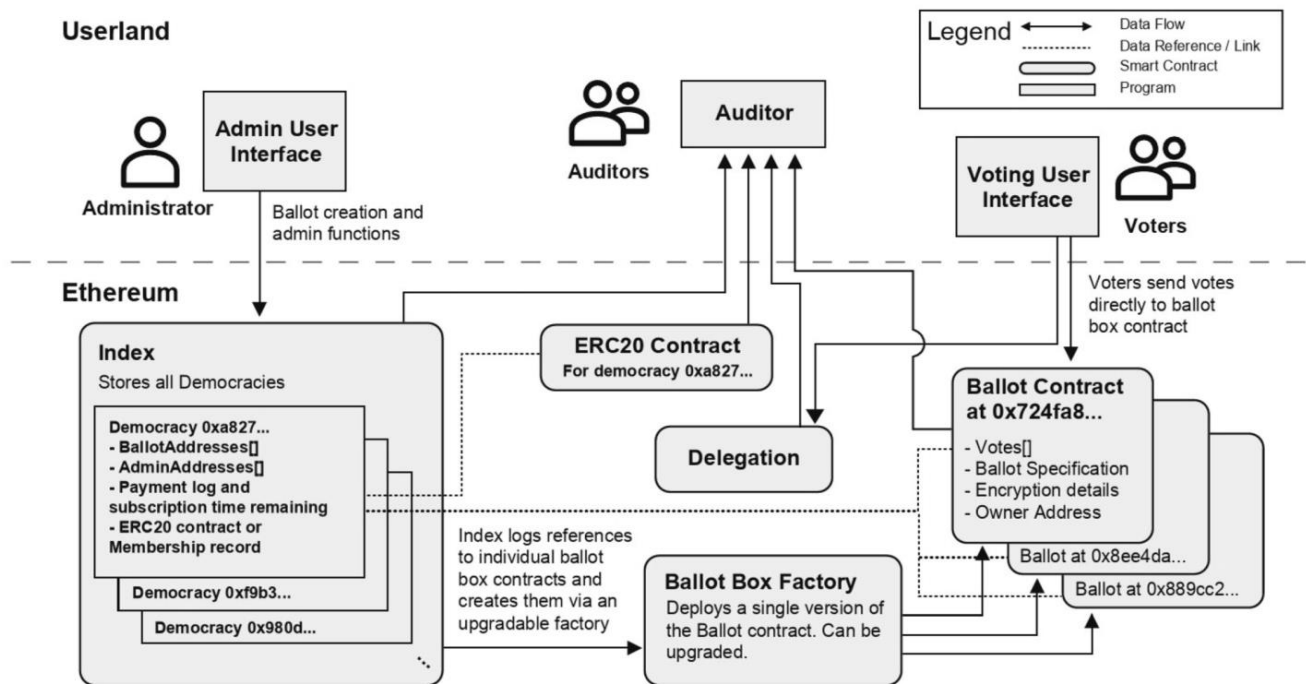 Userland
Legend
Data Flow
Data Reference / Link
Smart Contract
Program
Administrator
Admin User
Interface
Auditors
Auditor
Voting User
Interface
Voters
Ballot creation and
admin functions
Voters send votes
directly to ballot
box contract
Ethereum
Index
Stores all Democracies
Democracy 0xa827...
- BallotAddresses[]
- AdminAddresses[]
- Payment log and
subscription time remaining
- ERC20 contract or
Membership record
Democracy 0xf9b3...
Democracy 0x980d...
...
ERC20 Contract
For democracy 0xa827...
Delegation
Ballot Contract
at 0x724fa8...
- Votes[]
- Ballot Specification
- Encryption details
- Owner Address
Ballot at 0x8ee4da...
Ballot at 0x889cc2...
Index logs references
to individual ballot
box contracts and
creates them via an
upgradable factory
Ballot Box Factory
Deploys a single version of
the Ballot contract. Can be
upgraded.